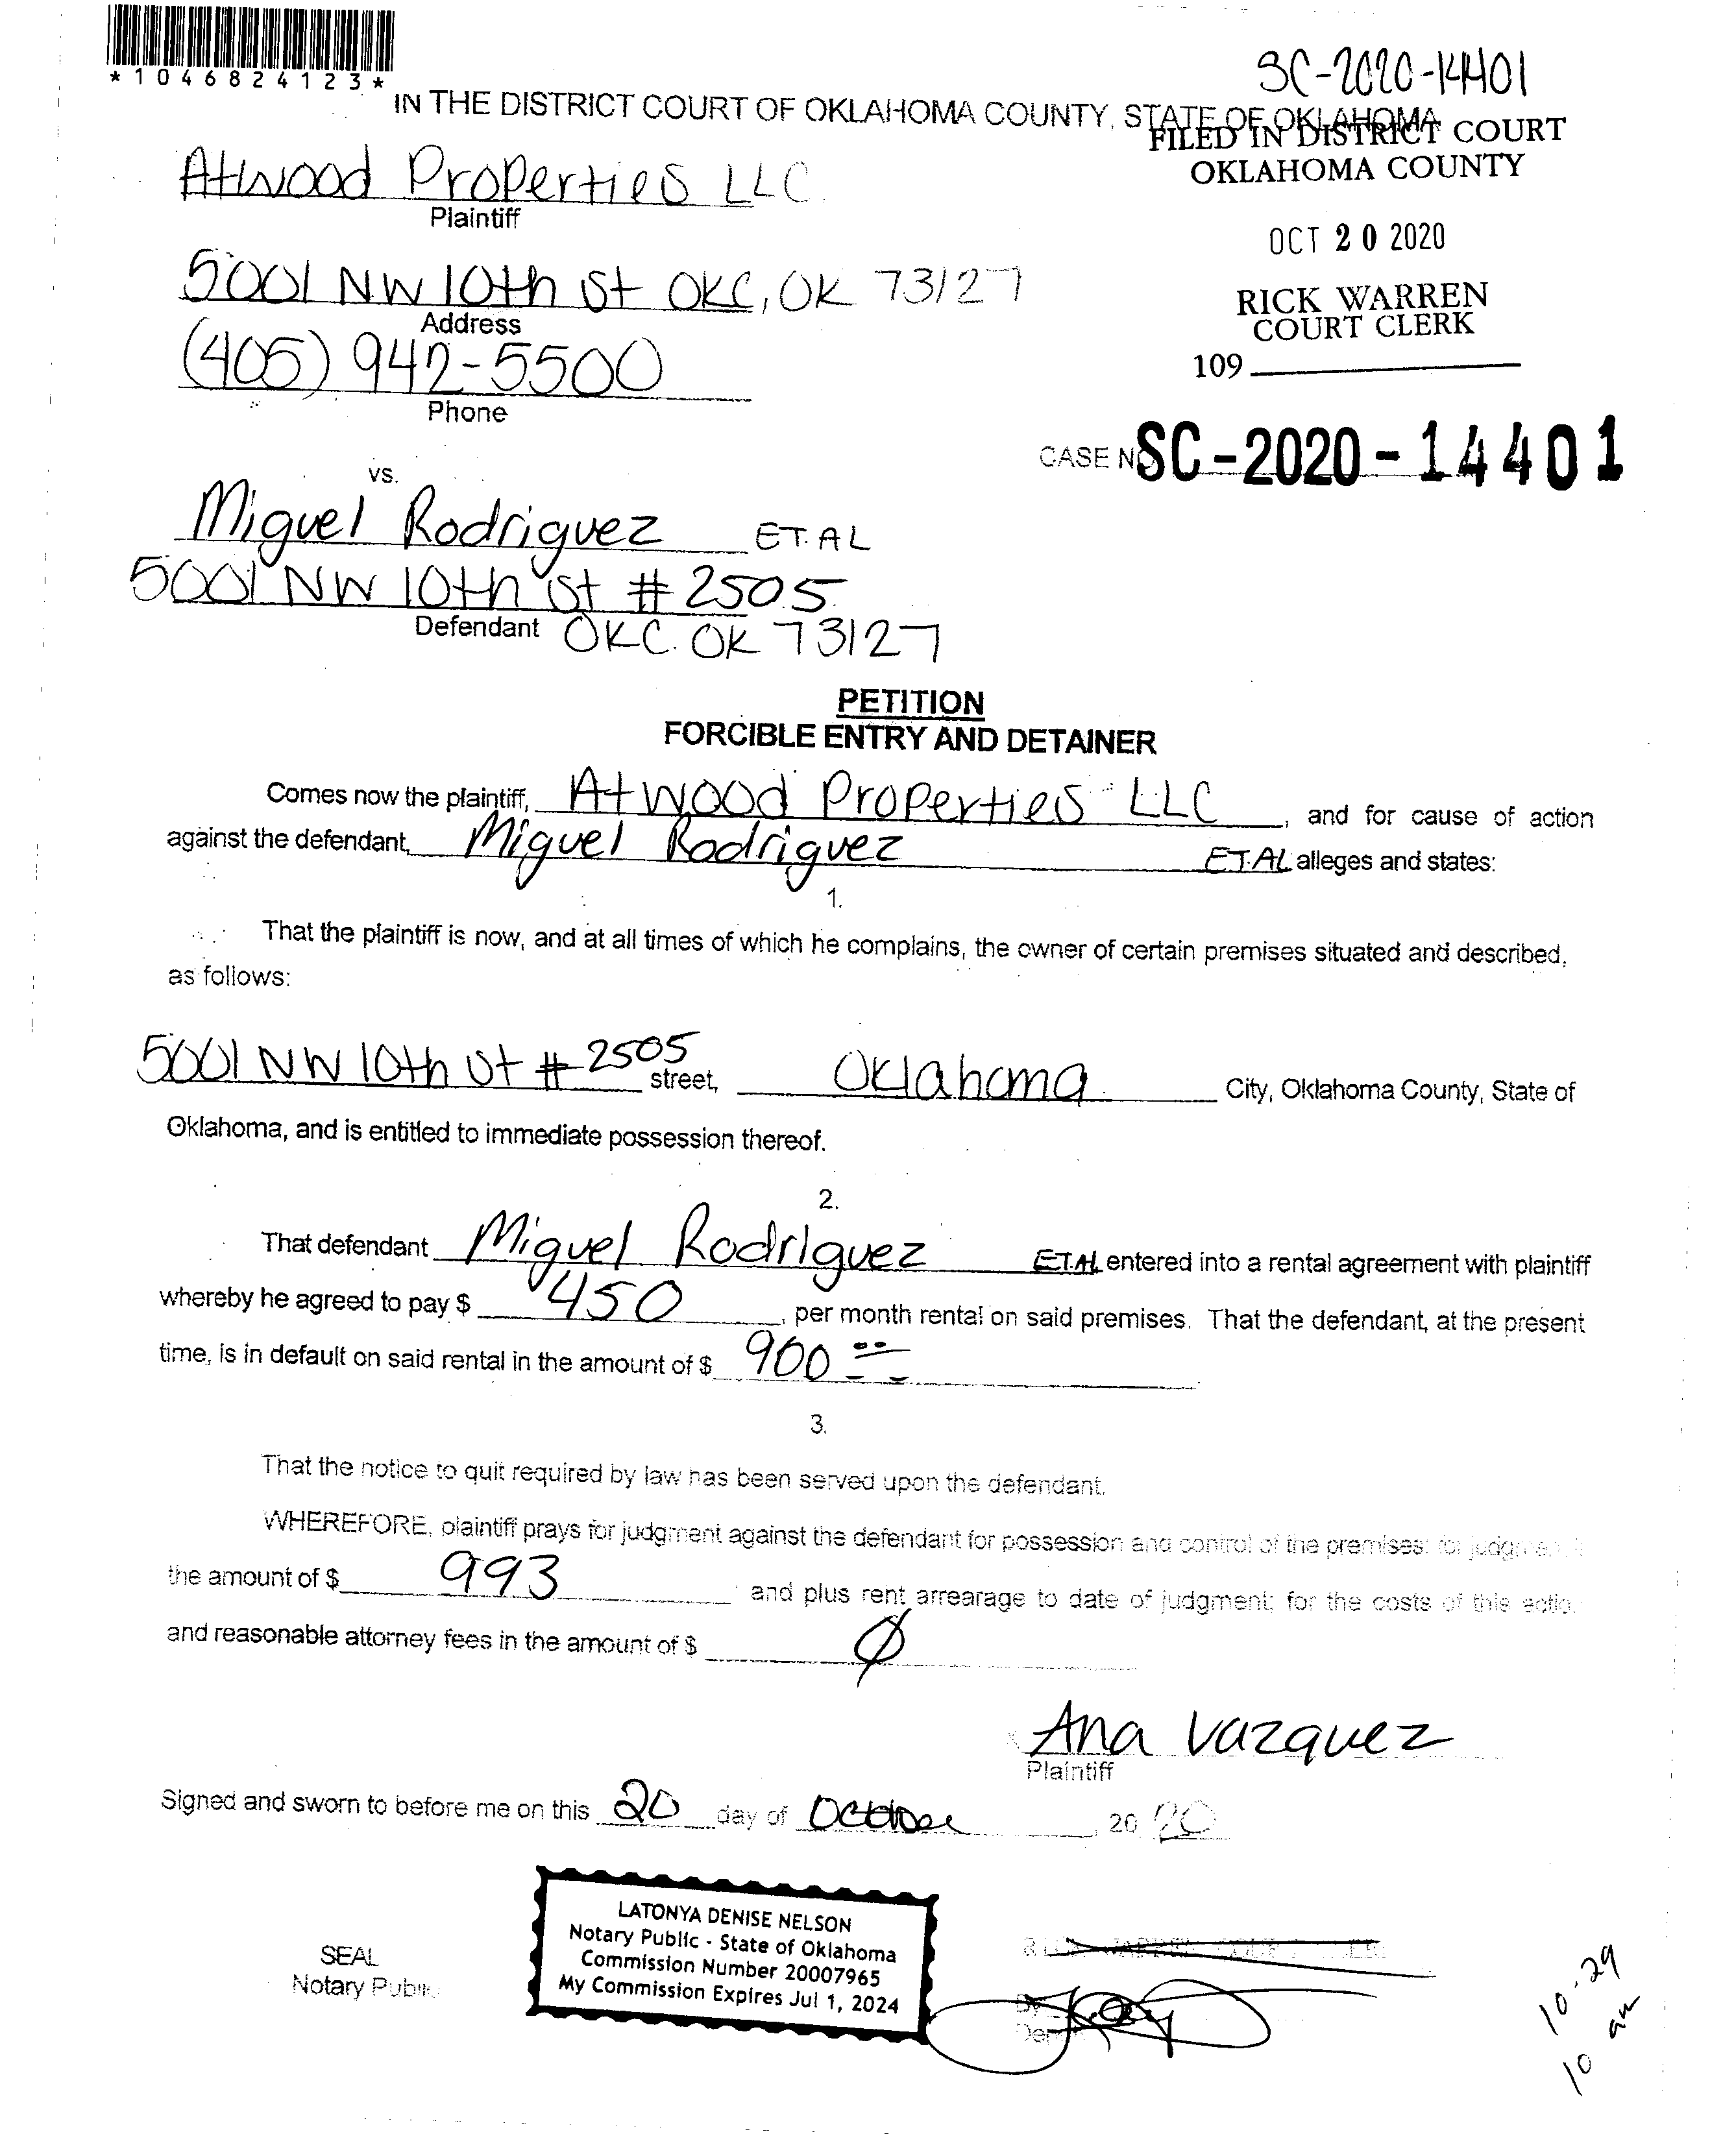 *1046824123*
SC-2020-14401
IN THE DISTRICT COURT OF OKLAHOMA COUNTY, STATE OF OKLAHOMA
FILED IN DISTRICT COURT
OKLAHOMA COUNTY
Atwood Properties LLC
Plaintiff
OCT 20 2020
5001 NW 10th St OKC, OK 73127
Address
RICK WARREN
COURT CLERK
(405) 942-5500
Phone
109
CASE NO. SC-2020-14401
vs.
Miguel Rodriguez ET.AL
5001 NW 10th St # 2505
Defendant OKC. OK 73127
PETITION
FORCIBLE ENTRY AND DETAINER
Comes now the plaintiff, Atwood Properties LLC, and for cause of action
against the defendant, Miguel Rodriguez ET.AL alleges and states:
1.
That the plaintiff is now, and at all times of which he complains, the owner of certain premises situated and described,
as follows:
5001 NW 10th St # 2505 street, Oklahoma City, Oklahoma County, State of
Oklahoma, and is entitled to immediate possession thereof.
2.
That defendant Miguel Rodriguez ET.AL entered into a rental agreement with plaintiff
whereby he agreed to pay $ 450, per month rental on said premises. That the defendant, at the present
time, is in default on said rental in the amount of $ 900
3.
That the notice to quit required by law has been served upon the defendant.
WHEREFORE, plaintiff prays for judgment against the defendant for possession and control of the premises: for judgment
the amount of $ 993 and plus rent arrearage to date of judgment: for the costs of this actio
and reasonable attorney fees in the amount of $ Ø
Ana Vazquez
Plaintiff
Signed and sworn to before me on this 20 day of October, 2020
LATONYA DENISE NELSON
Notary Public - State of Oklahoma
Commission Number 20007965
My Commission Expires Jul 1, 2024
SEAL
Notary Public
RICK WARREN COURT CLERK
By
10-29
10 am